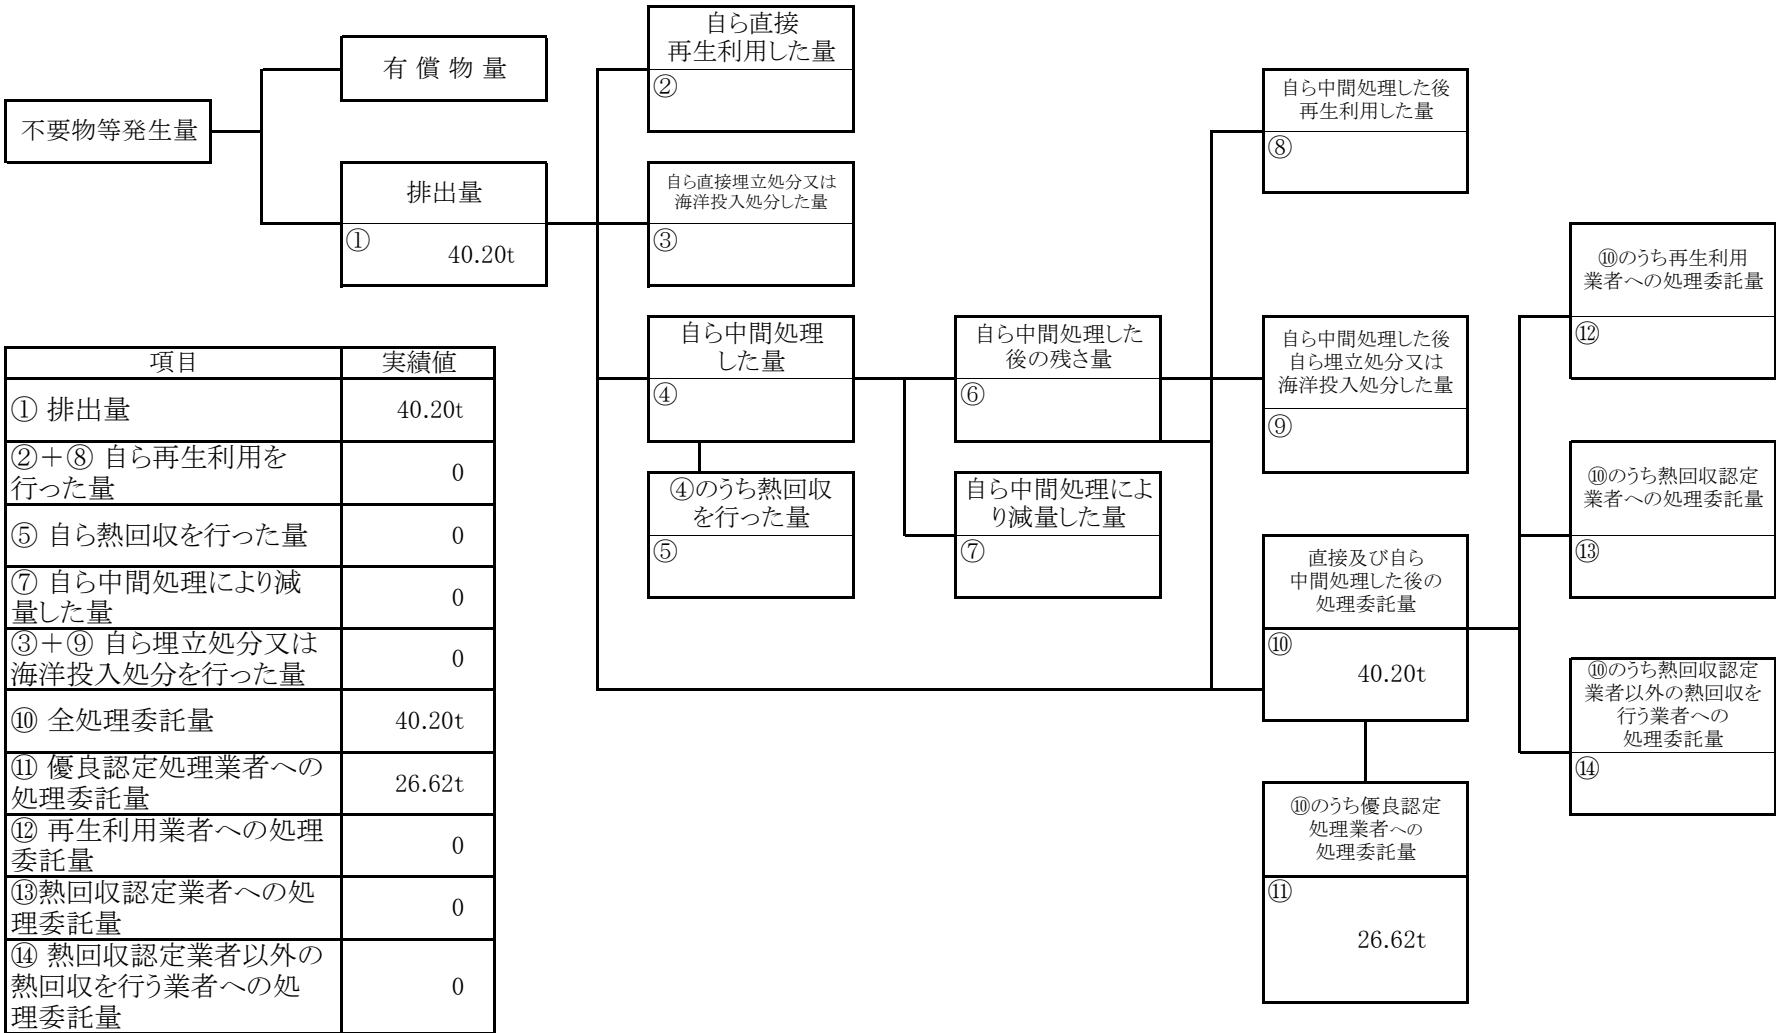 不要物等発生量
有 償 物 量
排出量
①
40.20t
自ら直接
再生利用した量
②
自ら直接埋立処分又は
海洋投入処分した量
③
自ら中間処理
した量
④
④のうち熱回収
を行った量
⑤
自ら中間処理した
後の残さ量
⑥
自ら中間処理によ
り減量した量
⑦
自ら中間処理した後
再生利用した量
⑧
自ら中間処理した後
自ら埋立処分又は
海洋投入処分した量
⑨
直接及び自ら
中間処理した後の
処理委託量
⑩
40.20t
⑩のうち優良認定
処理業者への
処理委託量
⑪
26.62t
⑩のうち再生利用
業者への処理委託量
⑫
⑩のうち熱回収認定
業者への処理委託量
⑬
⑩のうち熱回収認定
業者以外の熱回収を
行う業者への
処理委託量
⑭
項目 実績値
① 排出量 40.20t
②+⑧ 自ら再生利用を
行った量 0
⑤ 自ら熱回収を行った量 0
⑦ 自ら中間処理により減
量した量 0
③+⑨ 自ら埋立処分又は
海洋投入処分を行った量 0
⑩ 全処理委託量 40.20t
⑪ 優良認定処理業者への
処理委託量 26.62t
⑫ 再生利用業者への処理
委託量 0
⑬熱回収認定業者への処
理委託量 0
⑭ 熱回収認定業者以外の
熱回収を行う業者への処
理委託量 0